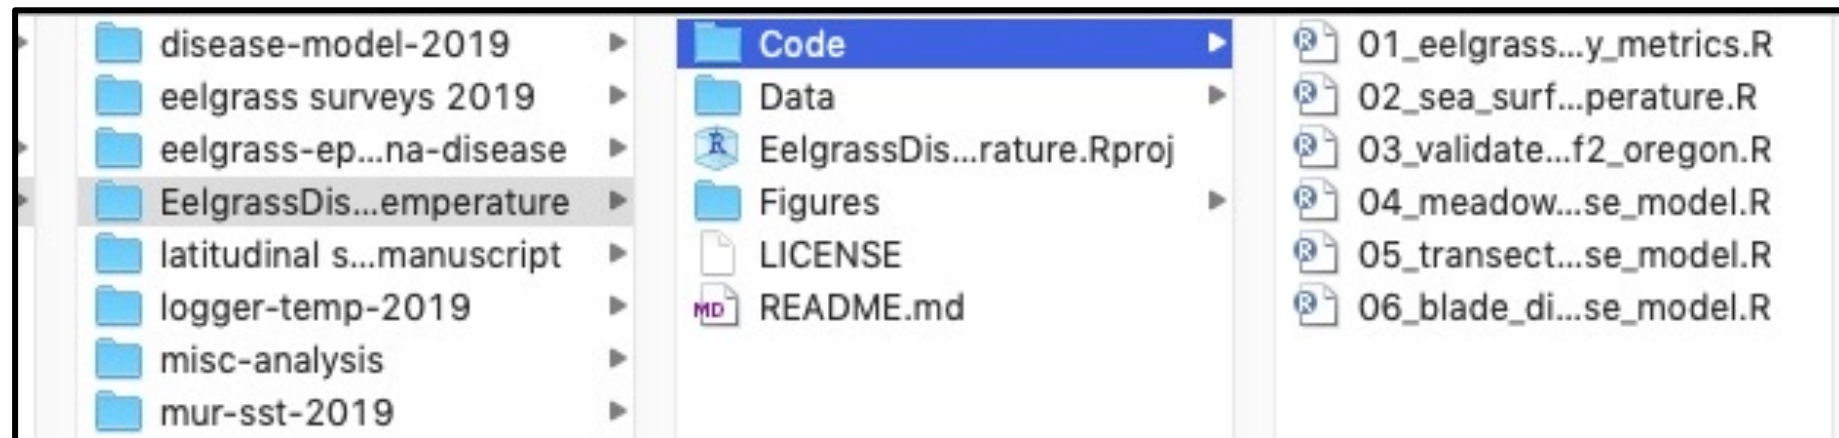 disease-model-2019
eelgrass surveys 2019
eelgrass-ep...na-disease
EelgrassDis...emperature
latitudinal s...manuscript
logger-temp-2019
misc-analysis
mur-sst-2019
Code
Data
EelgrassDis...rature.Rproj
Figures
LICENSE
README.md
01_eelgrass...y_metrics.R
02_sea_surf...perature.R
03_validate...f2_oregon.R
04_meadow...se_model.R
05_transect...se_model.R
06_blade_di...se_model.R